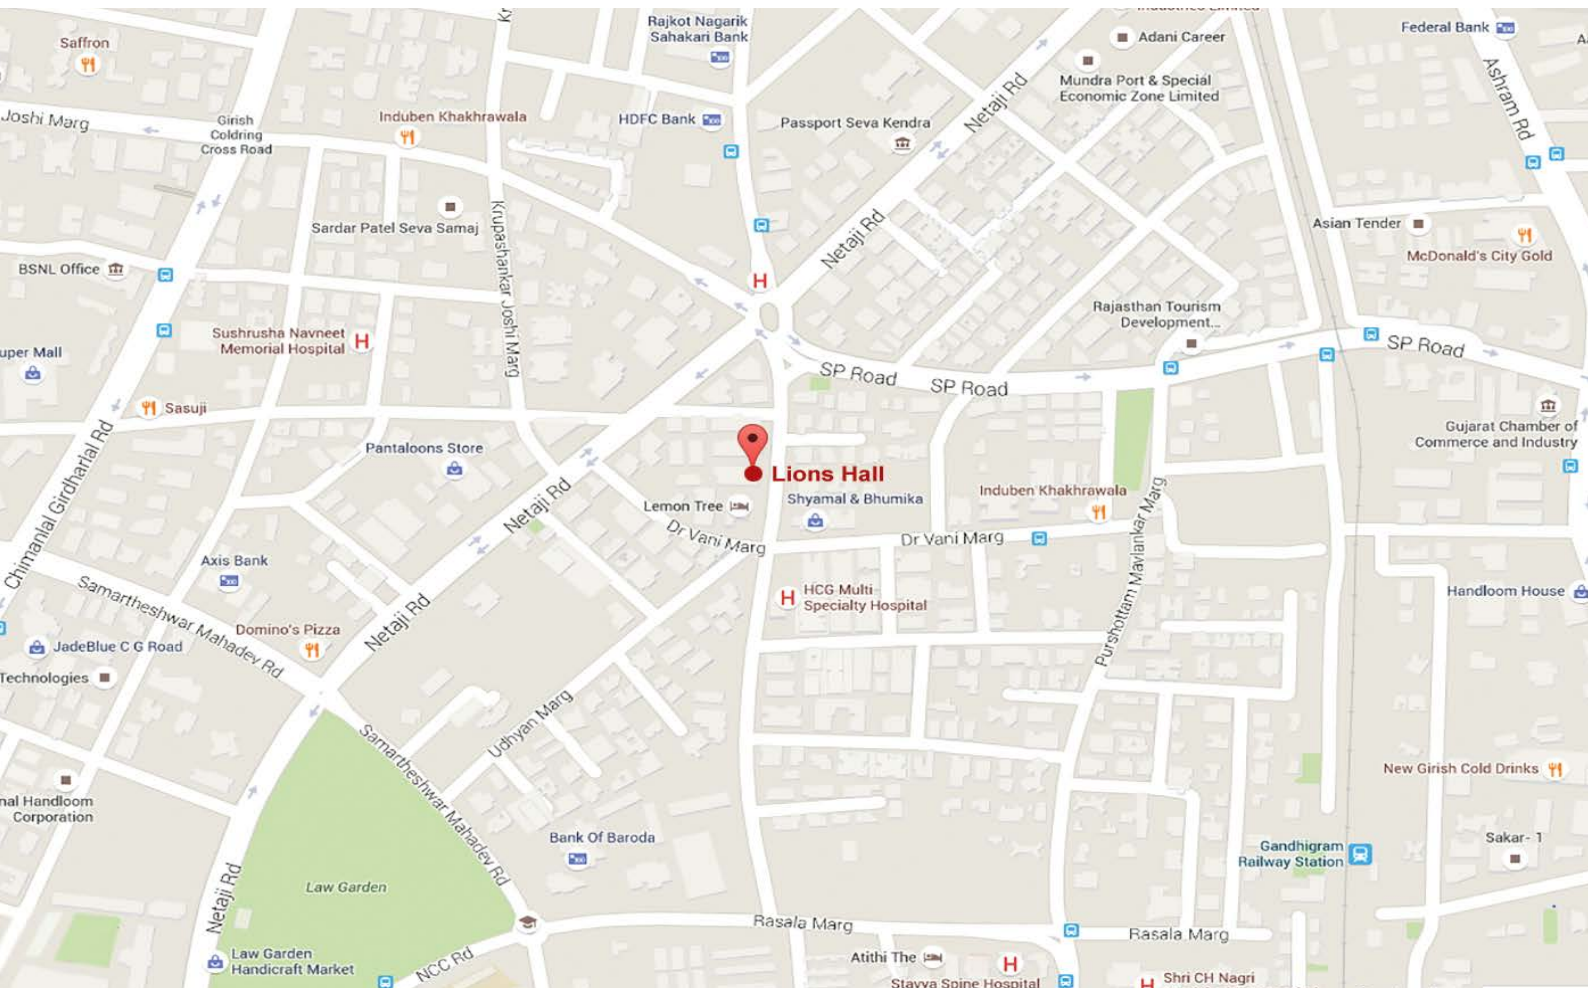 Industries Limited
Rajkot Nagarik
Sahakari Bank
Federal Bank
Saffron
Adani Career
Mundra Port & Special
Economic Zone Limited
Ashram Rd
Netaji Rd
Joshi Marg
Girish
Coldring
Cross Road
Induben Khakhrawala
HDFC Bank
Passport Seva Kendra
Sardar Patel Seva Samaj
Krupashankar Joshi Marg
Netaji Rd
Asian Tender
McDonald's City Gold
BSNL Office
Rajasthan Tourism
Development...
Sushrusha Navneet
Memorial Hospital
uper Mall
SP Road
SP Road
SP Road
Sasuji
Chimanlal Girdharlal Rd
Pantaloons Store
Gujarat Chamber of
Commerce and Industry
Lions Hall
Lemon Tree
Shyamal & Bhumika
Induben Khakhrawala
Netaji Rd
Dr Vani Marg
Dr Vani Marg
Purshottam Mavlankar Marg
Axis Bank
Samartheshwar Mahadev Rd
HCG Multi
Specialty Hospital
Handloom House
Netaji Rd
Domino's Pizza
JadeBlue C G Road
Technologies
Udhyan Marg
Samartheshwar Mahadev Rd
New Girish Cold Drinks
nal Handloom
Corporation
Bank Of Baroda
Gandhigram
Railway Station
Sakar- 1
Law Garden
Netaji Rd
Rasala Marg
Rasala Marg
Law Garden
Handicraft Market
NCC Rd
Atithi The
Stavya Spine Hospital
Shri CH Nagri